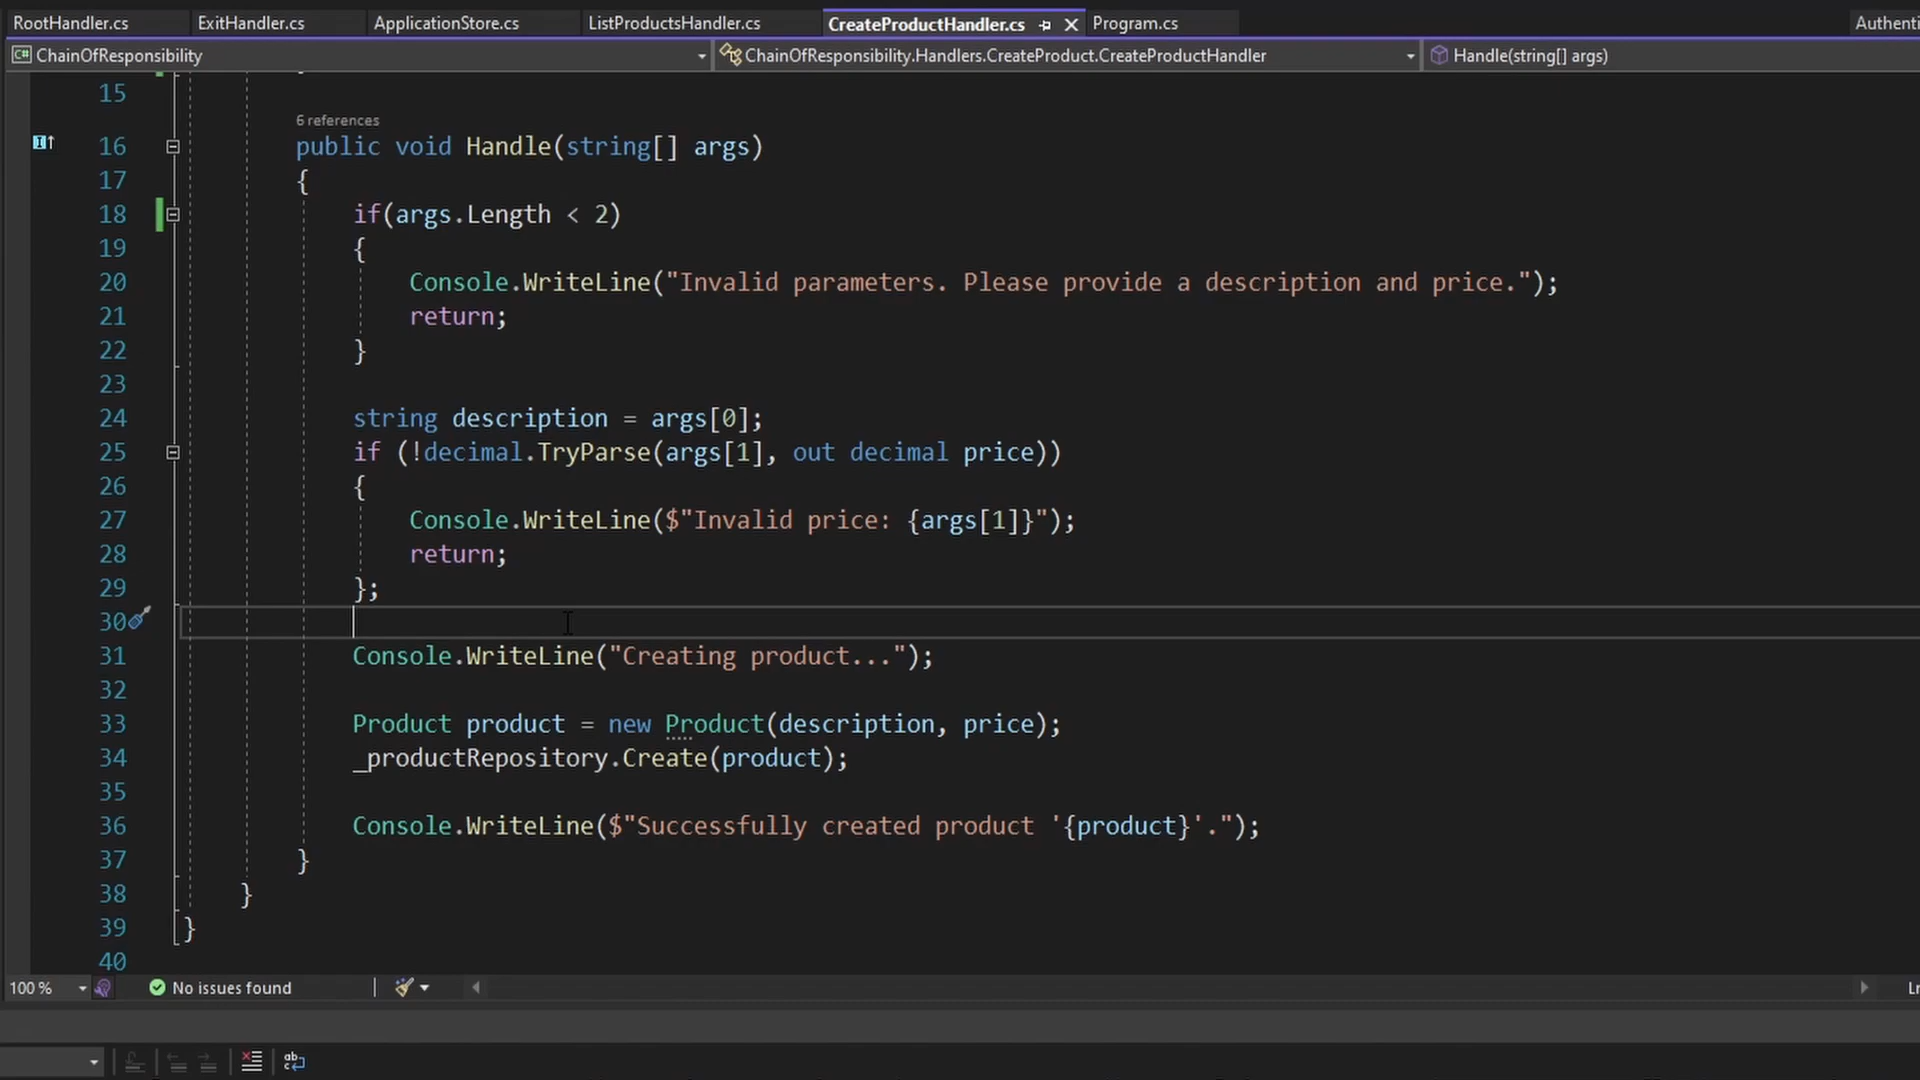 RootHandler.cs ExitHandler.cs ApplicationStore.cs ListProductsHandler.cs CreateProductHandler.cs Program.cs Authenti
C# ChainOfResponsibility ChainOfResponsibility.Handlers.CreateProduct.CreateProductHandler Handle(string[] args)
15
6 references
16 public void Handle(string[] args)
17 {
18 if(args.Length < 2)
19 {
20 Console.WriteLine("Invalid parameters. Please provide a description and price.");
21 return;
22 }
23
24 string description = args[0];
25 if (!decimal.TryParse(args[1], out decimal price))
26 {
27 Console.WriteLine($"Invalid price: {args[1]}");
28 return;
29 };
30
31 Console.WriteLine("Creating product...");
32
33 Product product = new Product(description, price);
34 _productRepository.Create(product);
35
36 Console.WriteLine($"Successfully created product '{product}'.");
37 }
38 }
39 }
40
100 % No issues found Ln